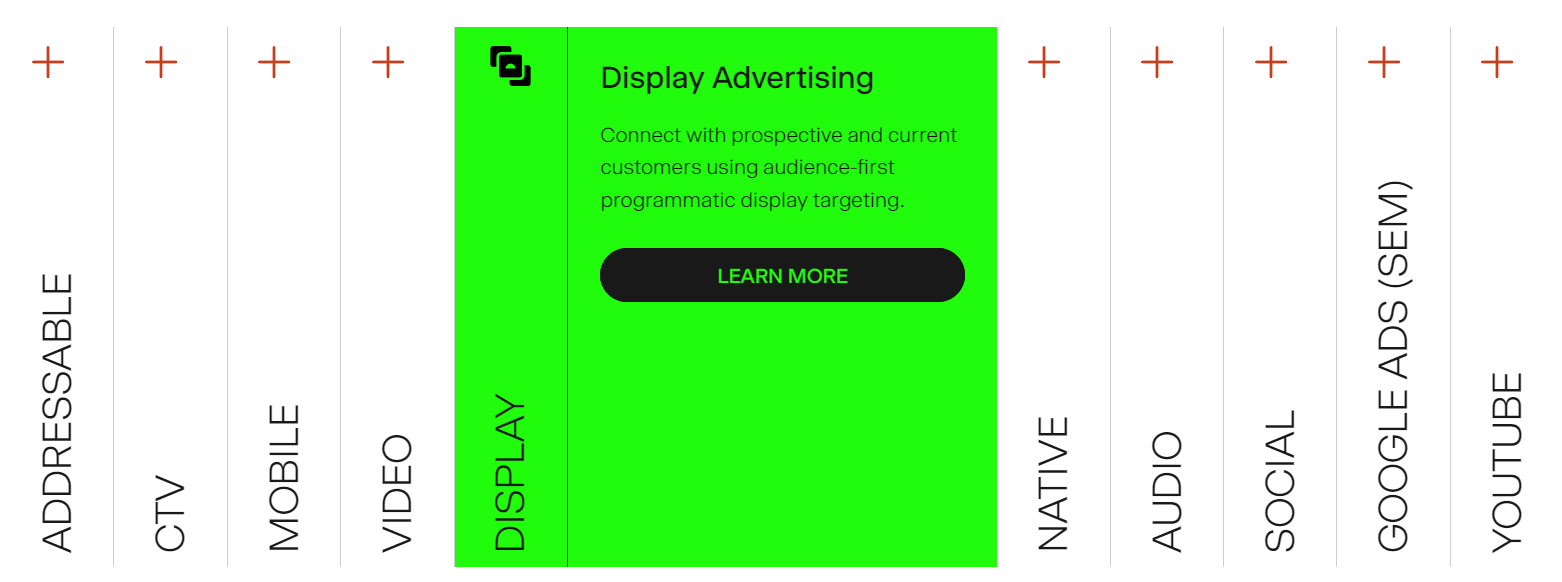 ADDRESSABLE
CTV
MOBILE
VIDEO
DISPLAY
Display Advertising
Connect with prospective and current
customers using audience-first
programmatic display targeting.
LEARN MORE
NATIVE
AUDIO
SOCIAL
GOOGLE ADS (SEM)
YOUTUBE